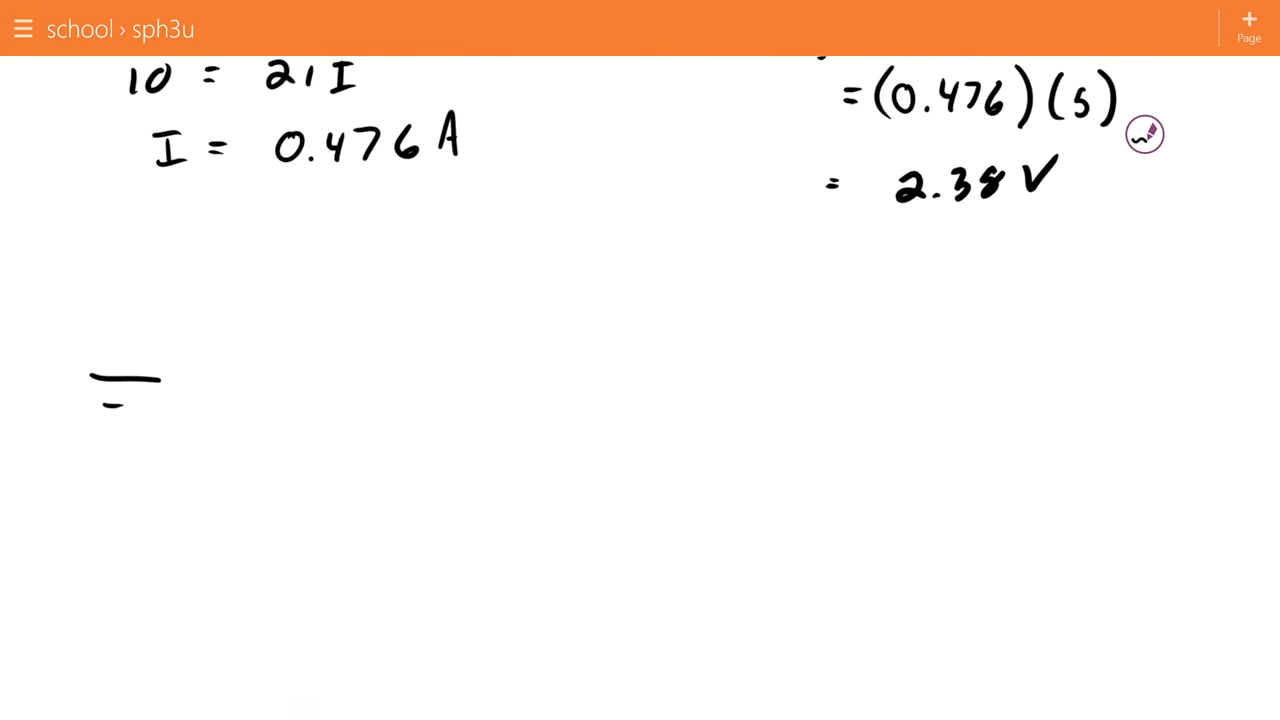 school › sph3u
Page
10 = 21 I
I = 0.476 A
= (0.476) (5)
= 2.38 V